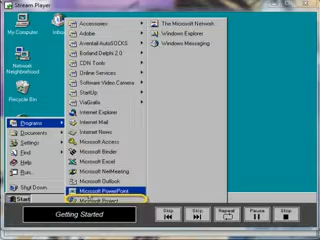 Stream Player
My Computer
Inbox
Network Neighborhood
Recycle Bin
Programs
Documents
Settings
Find
Help
Run...
Shut Down...
Start
Accessories
Adobe
Aventail AutoSOCKS
Borland Delphi 2.0
CDN Tools
Online Services
Software Video Camera
StartUp
ViaGrafix
Internet Explorer
Internet Mail
Internet News
Microsoft Access
Microsoft Binder
Microsoft Excel
Microsoft NetMeeting
Microsoft Outlook
Microsoft PowerPoint
Microsoft Project
The Microsoft Network
Windows Explorer
Windows Messaging
Getting Started
Skip
Skip
Repeat
Pause
Stop